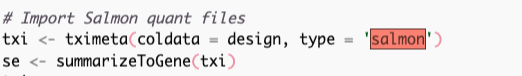 # Import Salmon quant files
txi <- tximeta(coldata = design, type = 'salmon')
se <- summarizeToGene(txi)